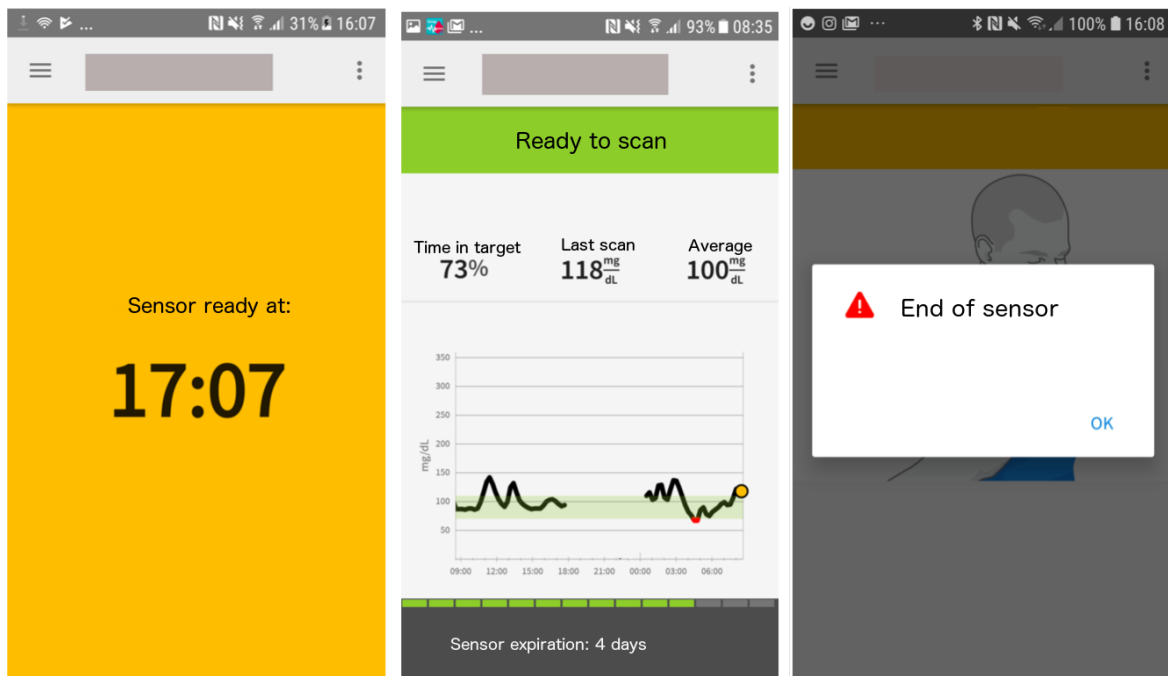 ... 31% 16:07
Sensor ready at:
17:07
... 93% 08:35
Ready to scan
Time in target Last scan Average
73% 118 mg/dL 100 mg/dL
mg/dL
350
300
250
200
150
100
50
09:00 12:00 15:00 18:00 21:00 00:00 03:00 06:00
Sensor expiration: 4 days
... 100% 16:08
End of sensor
OK